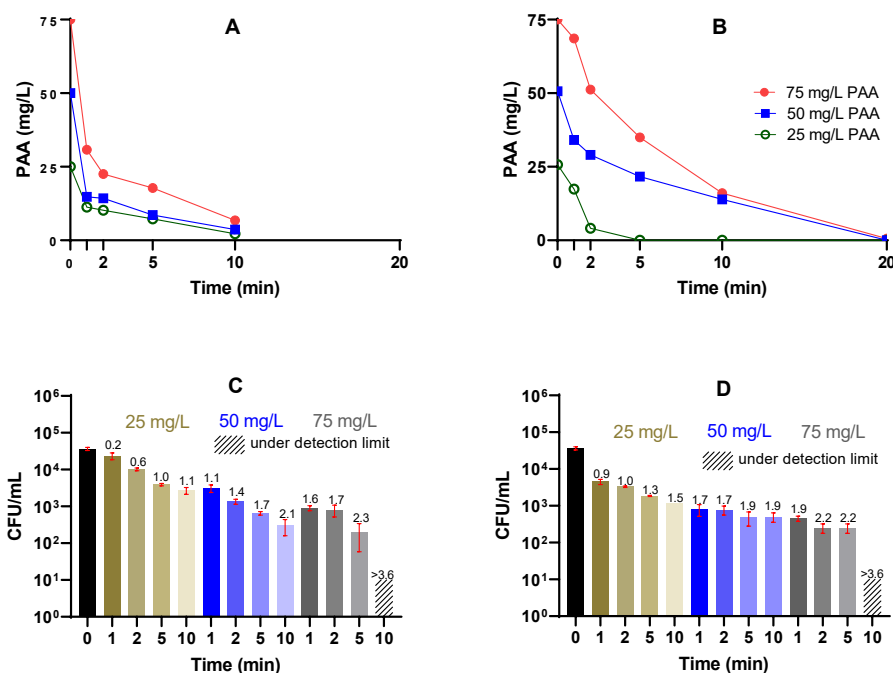 A
PAA (mg/L)
75
50
25
0
0 2 5 10 20
Time (min)
B
PAA (mg/L)
75
50
25
0
0 2 5 10 20
Time (min)
75 mg/L PAA
50 mg/L PAA
25 mg/L PAA
C
CFU/mL
10⁶
10⁵
10⁴
10³
10²
10¹
10⁰
25 mg/L 50 mg/L 75 mg/L
under detection limit
0.2 0.6 1.0 1.1 1.1 1.4 1.7 2.1 1.6 1.7 2.3 >3.6
0 1 2 5 10 1 2 5 10 1 2 5 10
Time (min)
D
CFU/mL
10⁶
10⁵
10⁴
10³
10²
10¹
10⁰
25 mg/L 50 mg/L 75 mg/L
under detection limit
0.9 1.0 1.3 1.5 1.7 1.7 1.9 1.9 1.9 2.2 2.2 >3.6
0 1 2 5 10 1 2 5 10 1 2 5 10
Time (min)